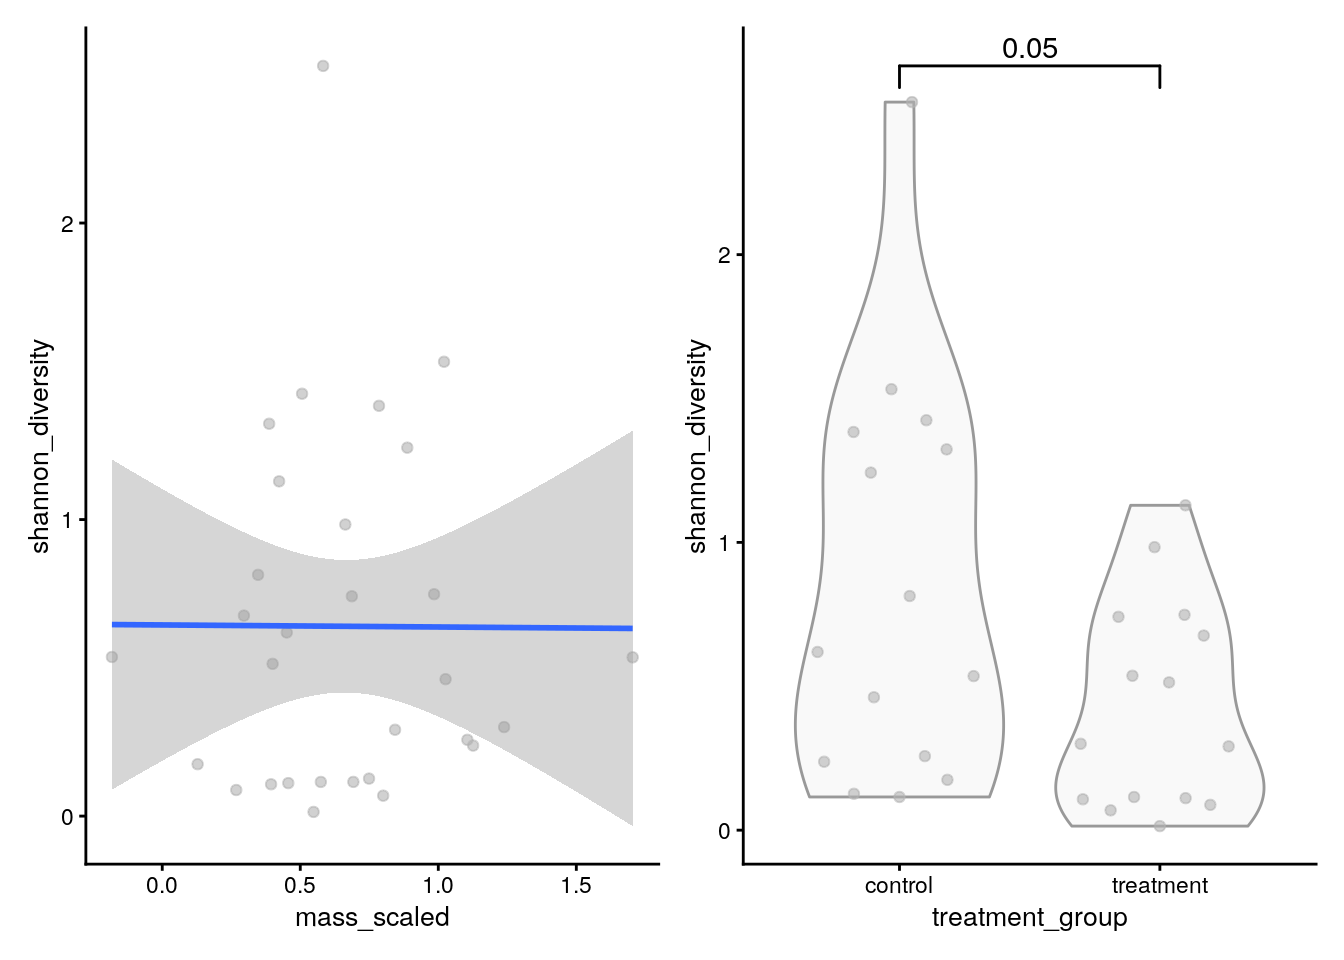 shannon_diversity
2
1
0
0.0 0.5 1.0 1.5
mass_scaled
0.05
shannon_diversity
2
1
0
control treatment
treatment_group